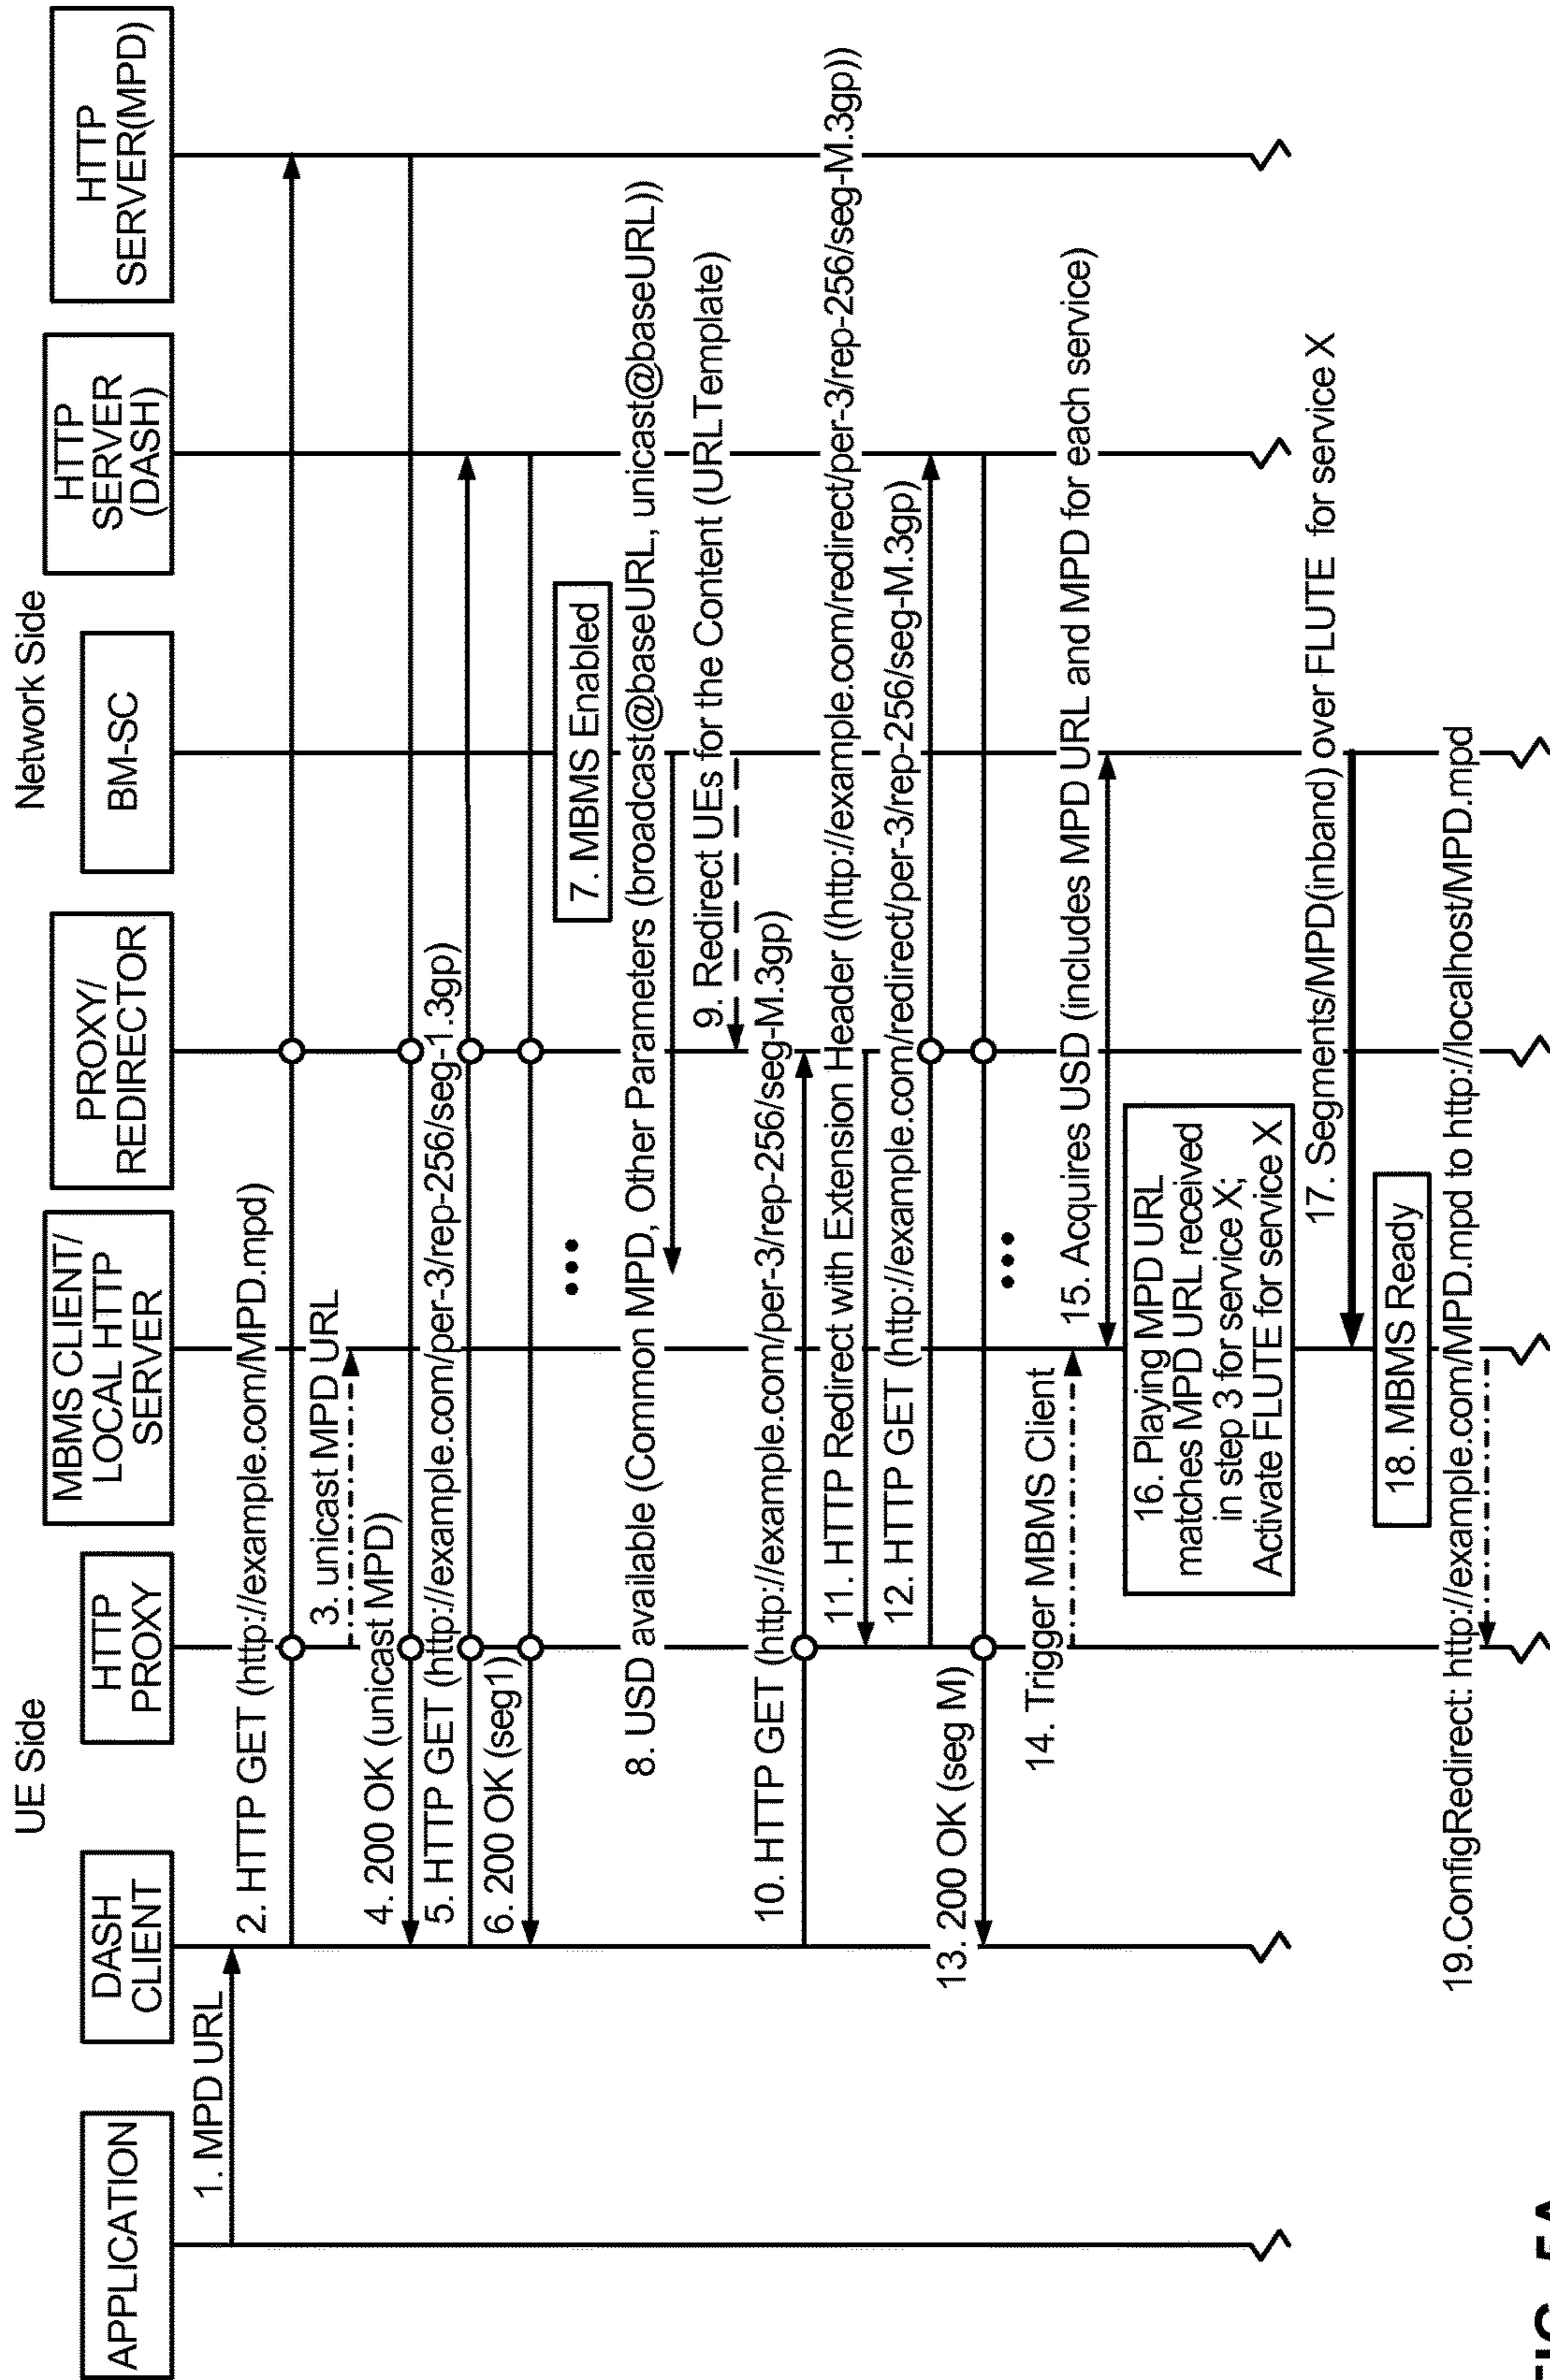 UE Side
Network Side
APPLICATION
DASH
CLIENT
HTTP
PROXY
MBMS CLIENT/
LOCAL HTTP
SERVER
PROXY/
REDIRECTOR
BM-SC
HTTP
SERVER
(DASH)
HTTP
SERVER(MPD)
1. MPD URL
2. HTTP GET (http://example.com/MPD.mpd)
3. unicast MPD URL
4. 200 OK (unicast MPD)
5. HTTP GET (http://example.com/per-3/rep-256/seg-1.3gp)
6. 200 OK (seg1)
7. MBMS Enabled
8. USD available (Common MPD, Other Parameters (broadcast@baseURL, unicast@baseURL))
9. Redirect UEs for the Content (URLTemplate)
10. HTTP GET (http://example.com/per-3/rep-256/seg-M.3gp)
11. HTTP Redirect with Extension Header ((http://example.com/redirect/per-3/rep-256/seg-M.3gp))
12. HTTP GET (http://example.com/redirect/per-3/rep-256/seg-M.3gp)
13. 200 OK (seg M)
14. Trigger MBMS Client
15. Acquires USD (includes MPD URL and MPD for each service)
16. Playing MPD URL
matches MPD URL received
in step 3 for service X;
Activate FLUTE for service X
17. Segments/MPD(inband) over FLUTE for service X
18. MBMS Ready
19.ConfigRedirect: http://example.com/MPD.mpd to http://localhost/MPD.mpd
FIG. 5A